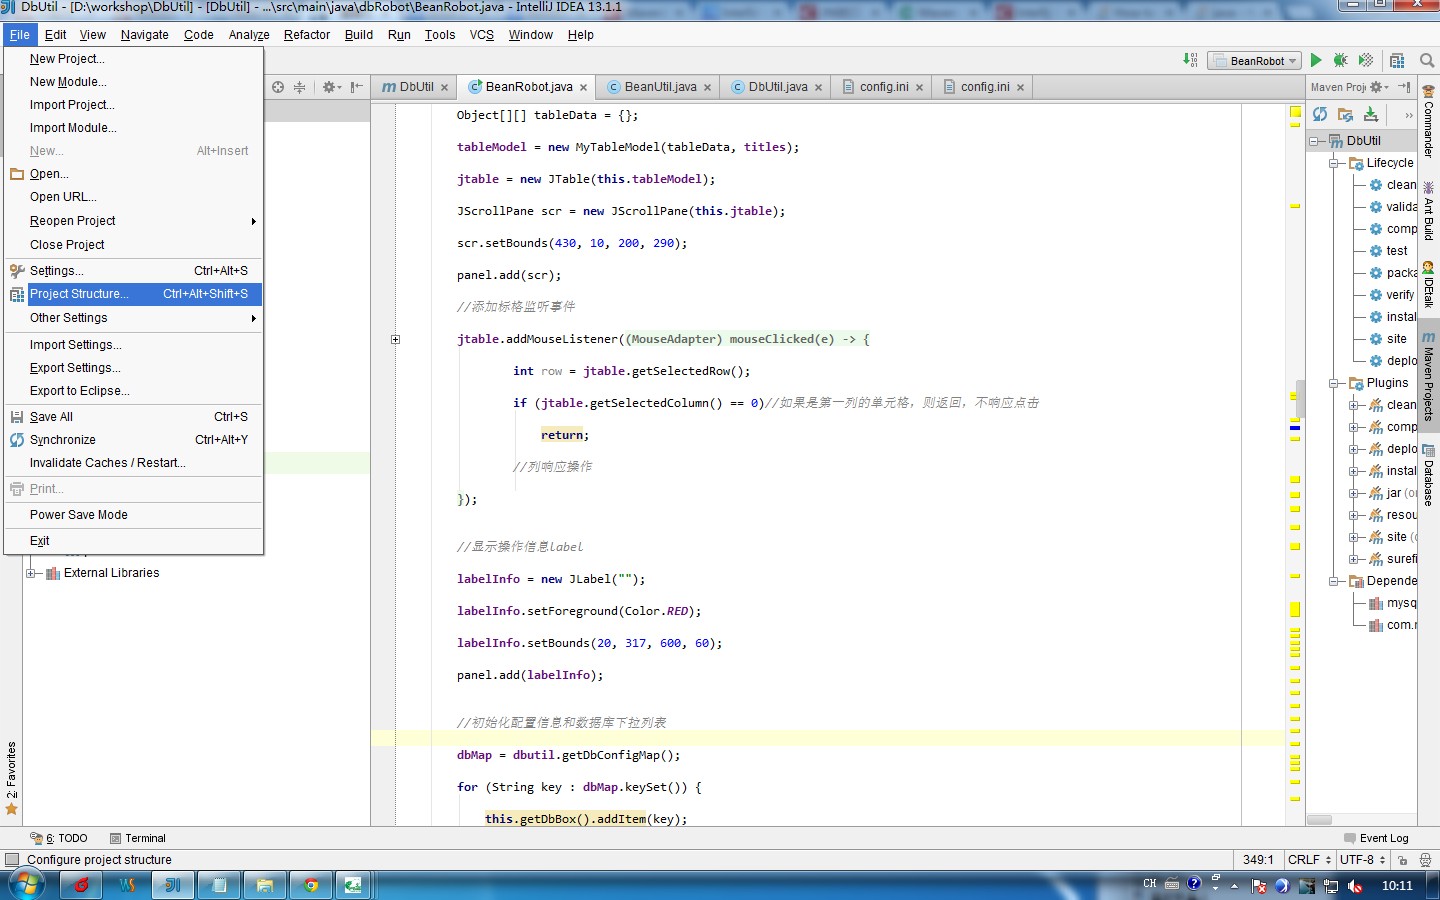 DbUtil - [D:\workshop\DbUtil] - [DbUtil] - ...\src\main\java\dbRobot\BeanRobot.java - IntelliJ IDEA 13.1.1
File Edit View Navigate Code Analyze Refactor Build Run Tools VCS Window Help
BeanRobot
New Project...
New Module...
Import Project...
Import Module...
New... Alt+Insert
Open...
Open URL...
Reopen Project
Close Project
Settings... Ctrl+Alt+S
Project Structure... Ctrl+Alt+Shift+S
Other Settings
Import Settings...
Export Settings...
Export to Eclipse...
Save All Ctrl+S
Synchronize Ctrl+Alt+Y
Invalidate Caches / Restart...
Print...
Power Save Mode
Exit
External Libraries
2: Favorites
DbUtil BeanRobot.java BeanUtil.java DbUtil.java config.ini config.ini
Object[][] tableData = {};
tableModel = new MyTableModel(tableData, titles);
jtable = new JTable(this.tableModel);
JScrollPane scr = new JScrollPane(this.jtable);
scr.setBounds(430, 10, 200, 290);
panel.add(scr);
//添加标格监听事件
jtable.addMouseListener((MouseAdapter) mouseClicked(e) -> {
int row = jtable.getSelectedRow();
if (jtable.getSelectedColumn() == 0)//如果是第一列的单元格，则返回，不响应点击
return;
//列响应操作
});
//显示操作信息label
labelInfo = new JLabel("");
labelInfo.setForeground(Color.RED);
labelInfo.setBounds(20, 317, 600, 60);
panel.add(labelInfo);
//初始化配置信息和数据库下拉列表
dbMap = dbutil.getDbConfigMap();
for (String key : dbMap.keySet()) {
this.getDbBox().addItem(key);
Maven Proj
DbUtil
Lifecycle
clean
valida
comp
test
packa
verify
instal
site
deplo
Plugins
clean
comp
deplo
instal
jar (o
resou
site (
surefi
Depende
mysq
com.r
Commander
Ant Build
IDEtalk
Maven Projects
Database
6: TODO Terminal Event Log
Configure project structure 349:1 CRLF UTF-8
CH 10:11